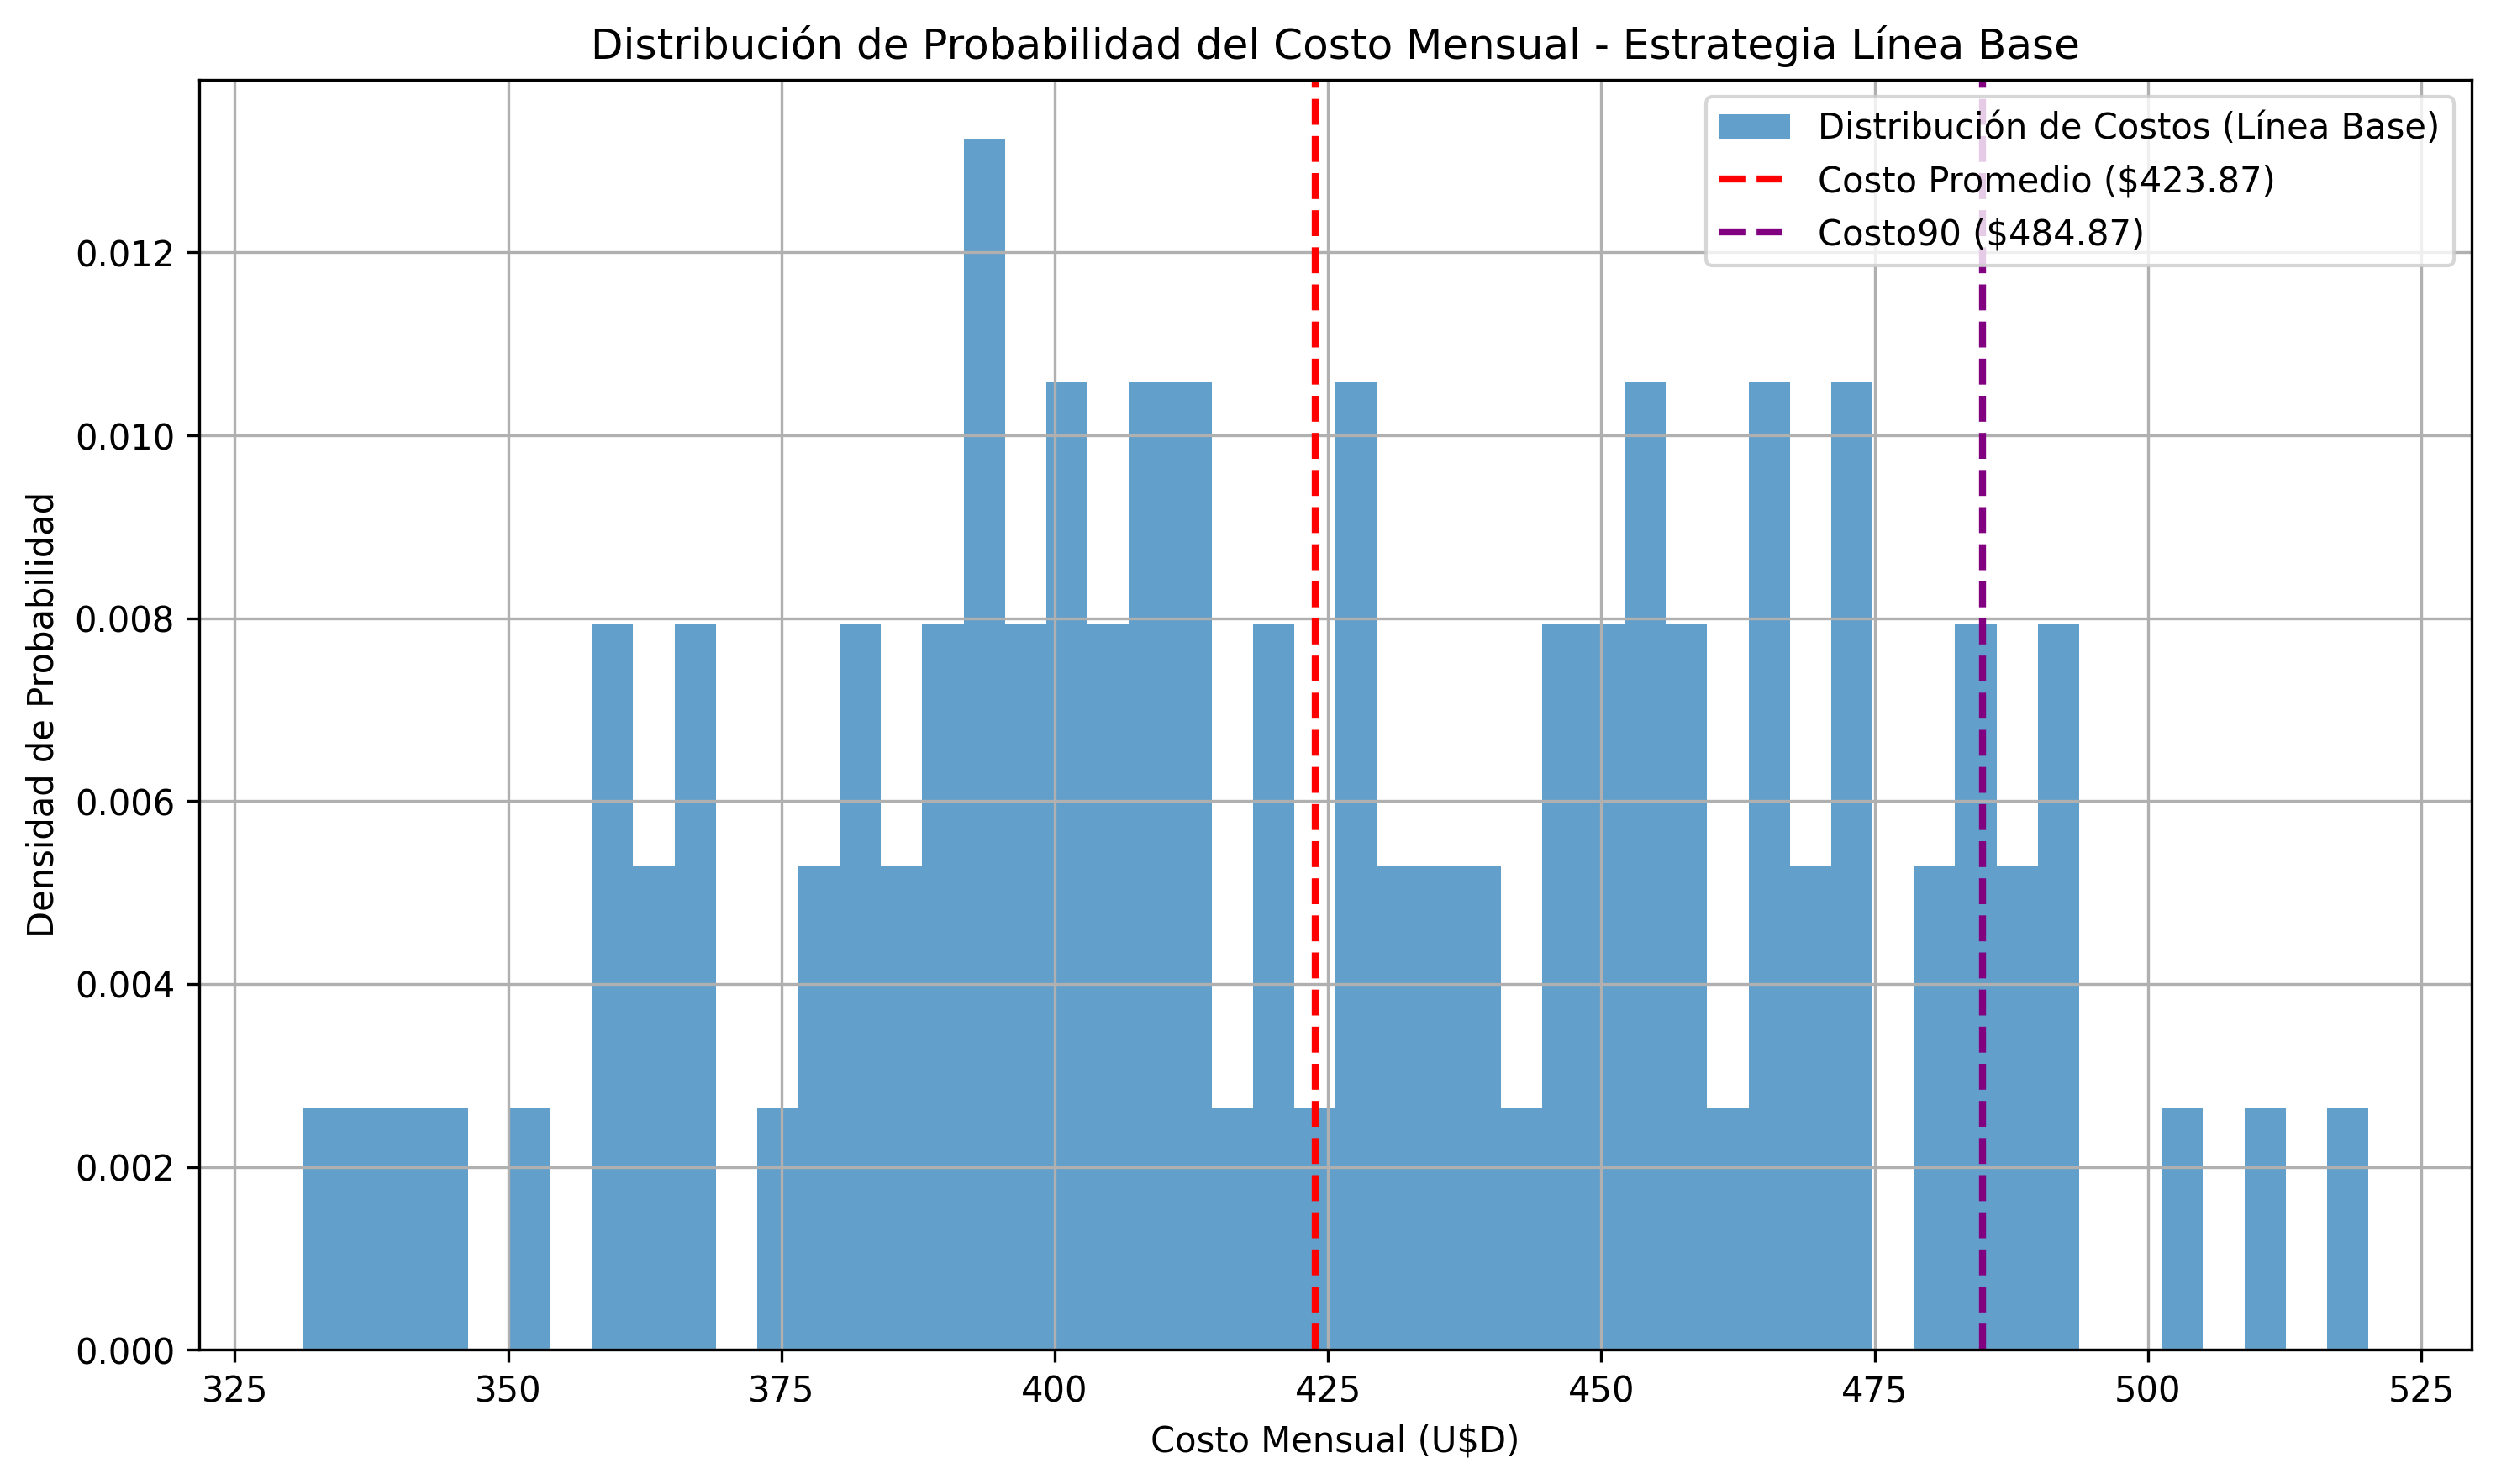 Distribución de Probabilidad del Costo Mensual - Estrategia Línea Base
Distribución de Costos (Línea Base)
Costo Promedio ($423.87)
Costo90 ($484.87)
Densidad de Probabilidad
0.012
0.010
0.008
0.006
0.004
0.002
0.000
325 350 375 400 425 450 475 500 525
Costo Mensual (U$D)